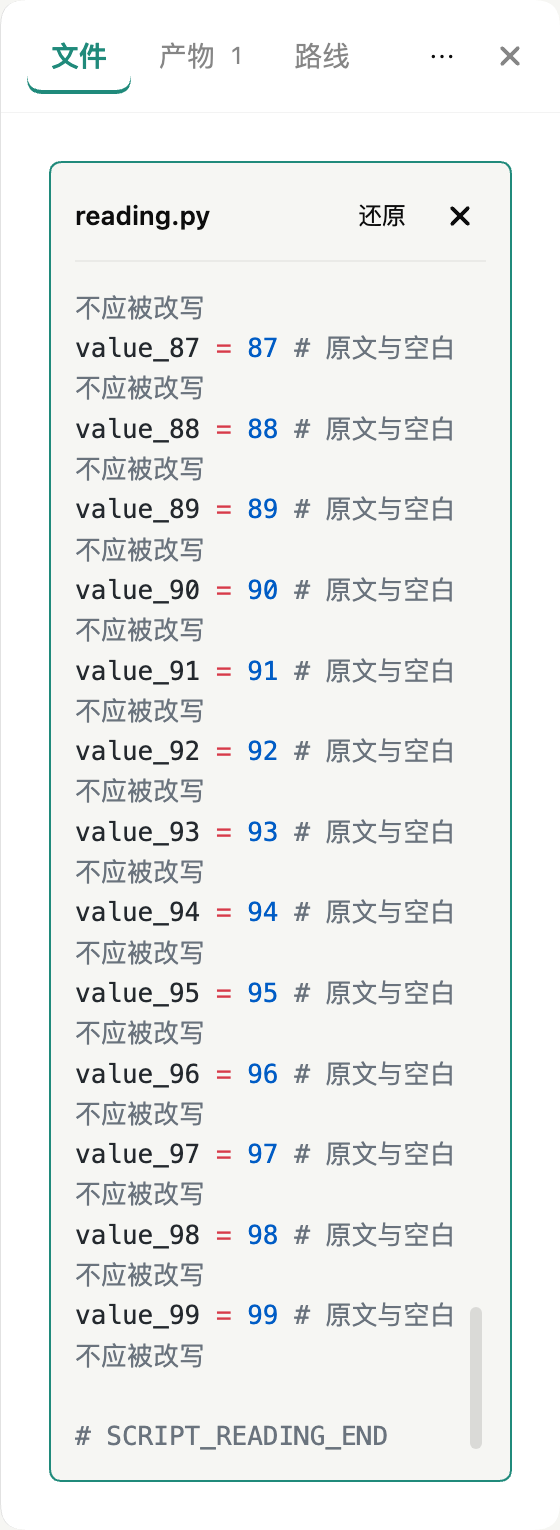 文件 产物 1 路线 ···
reading.py 还原
不应被改写
value_87 = 87 # 原文与空白
不应被改写
value_88 = 88 # 原文与空白
不应被改写
value_89 = 89 # 原文与空白
不应被改写
value_90 = 90 # 原文与空白
不应被改写
value_91 = 91 # 原文与空白
不应被改写
value_92 = 92 # 原文与空白
不应被改写
value_93 = 93 # 原文与空白
不应被改写
value_94 = 94 # 原文与空白
不应被改写
value_95 = 95 # 原文与空白
不应被改写
value_96 = 96 # 原文与空白
不应被改写
value_97 = 97 # 原文与空白
不应被改写
value_98 = 98 # 原文与空白
不应被改写
value_99 = 99 # 原文与空白
不应被改写
# SCRIPT_READING_END